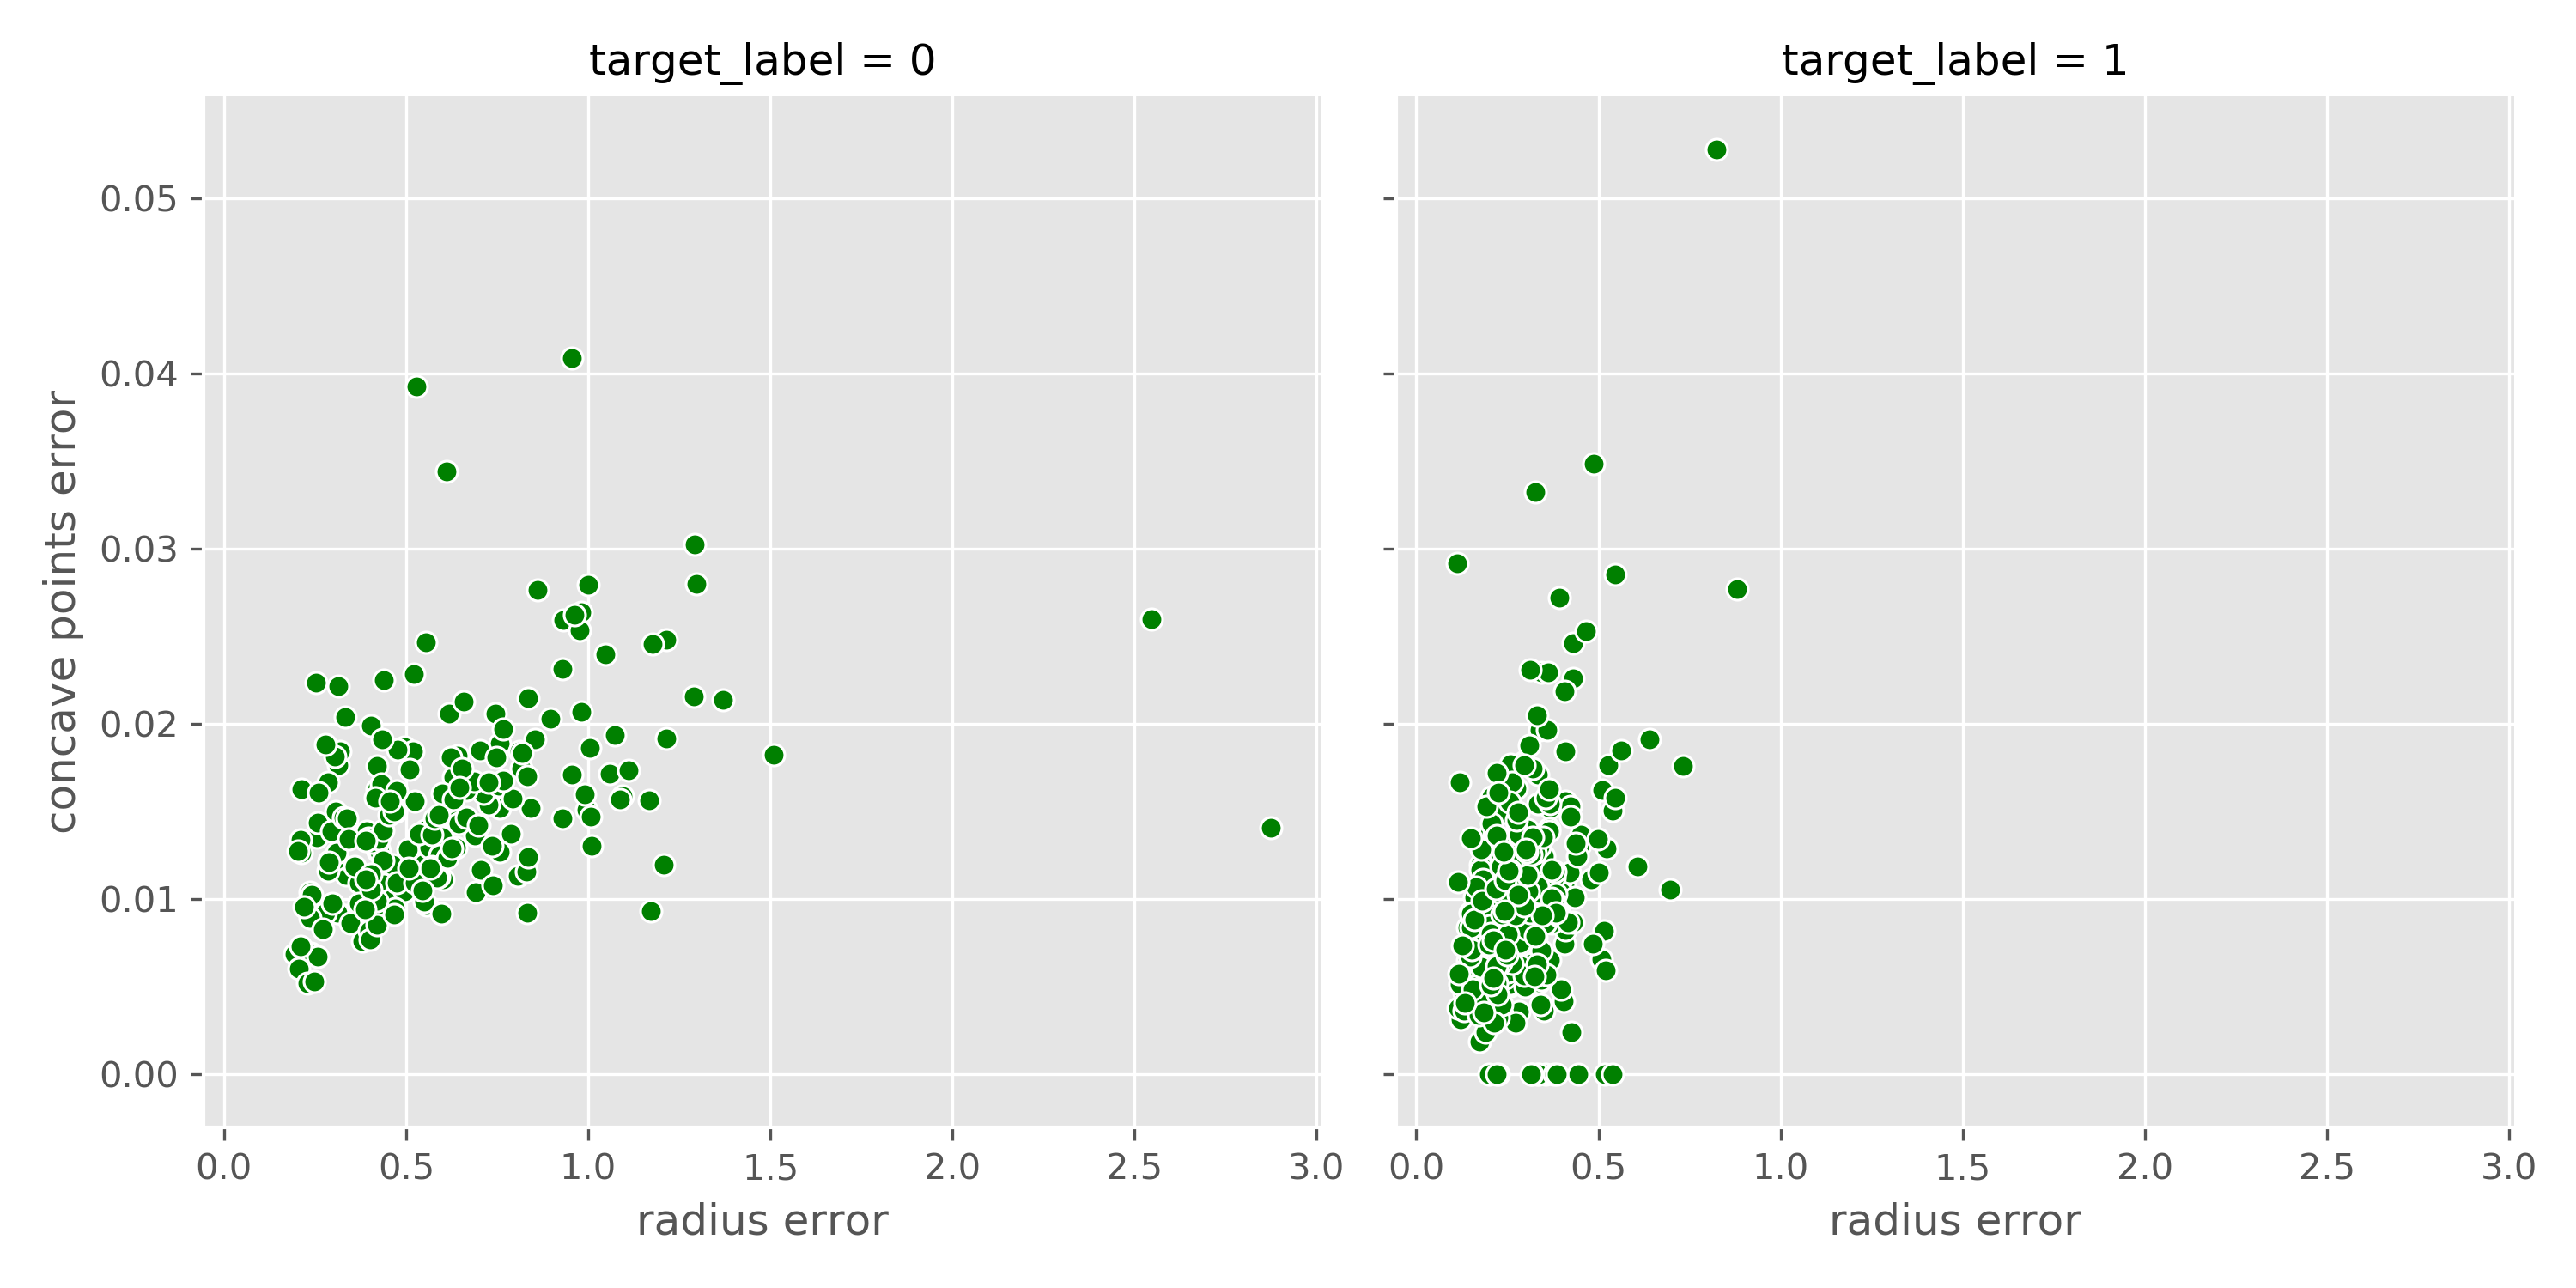 target_label = 0
target_label = 1
concave points error
0.05
0.04
0.03
0.02
0.01
0.00
0.0 0.5 1.0 1.5 2.0 2.5 3.0
0.0 0.5 1.0 1.5 2.0 2.5 3.0
radius error
radius error